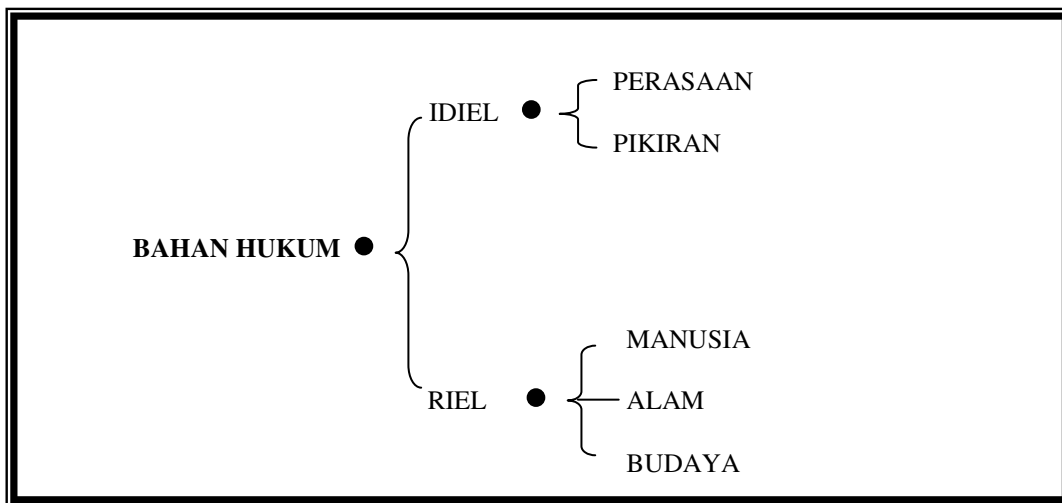 PERASAAN
IDIEL ●
PIKIRAN
BAHAN HUKUM ●
MANUSIA
RIEL ● ALAM
BUDAYA